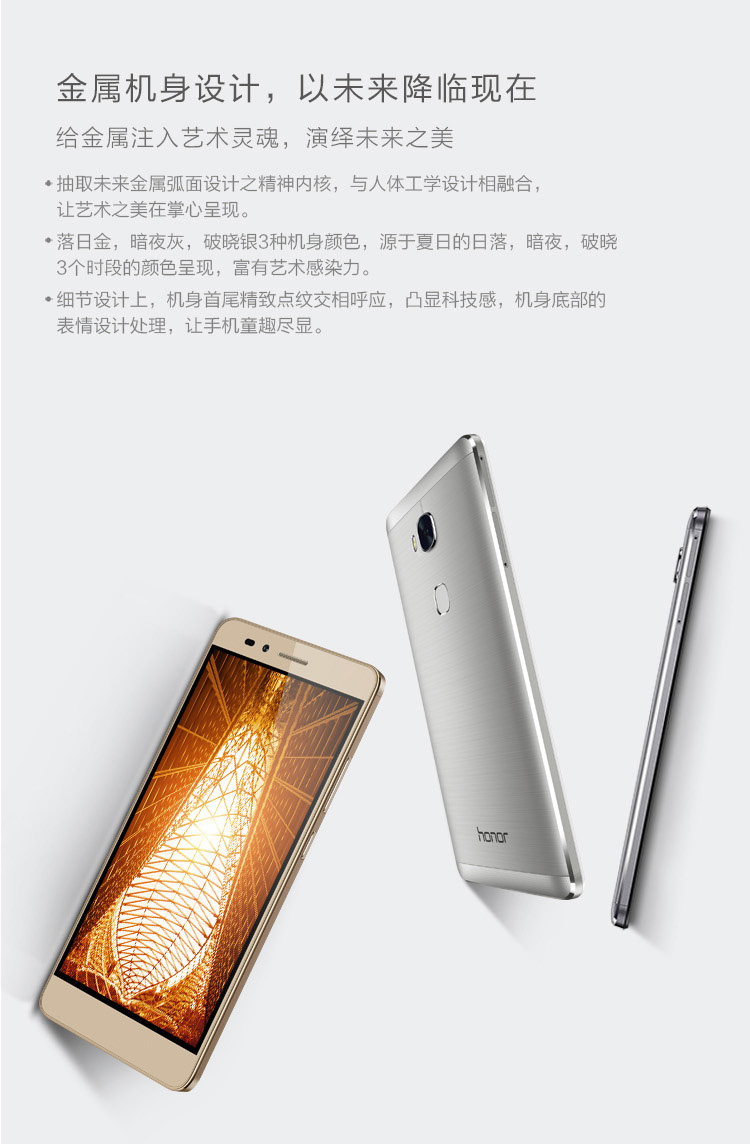 金属机身设计，以未来降临现在
给金属注入艺术灵魂，演绎未来之美
抽取未来金属弧面设计之精神内核，与人体工学设计相融合，
让艺术之美在掌心呈现。
落日金，暗夜灰，破晓银3种机身颜色，源于夏日的日落，暗夜，破晓
3个时段的颜色呈现，富有艺术感染力。
细节设计上，机身首尾精致点纹交相呼应，凸显科技感，机身底部的
表情设计处理，让手机童趣尽显。
honor